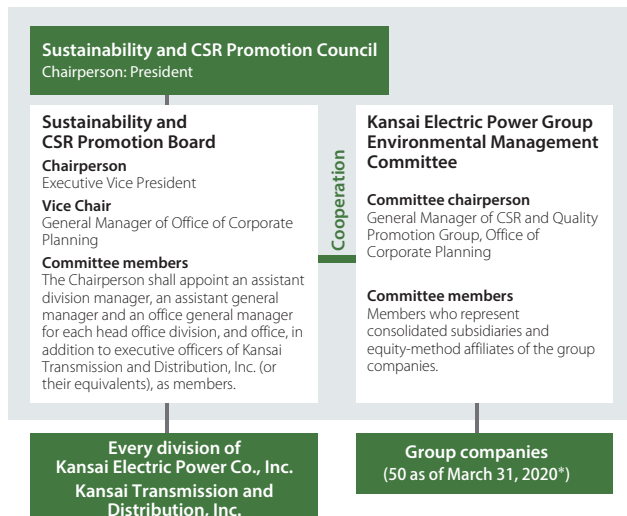 Sustainability and CSR Promotion Council
Chairperson: President
Sustainability and
CSR Promotion Board
Chairperson
Executive Vice President
Vice Chair
General Manager of Office of Corporate
Planning
Committee members
The Chairperson shall appoint an assistant
division manager, an assistant general
manager and an office general manager
for each head office division, and office, in
addition to executive officers of Kansai
Transmission and Distribution, Inc. (or
their equivalents), as members.
Cooperation
Kansai Electric Power Group
Environmental Management
Committee
Committee chairperson
General Manager of CSR and Quality
Promotion Group, Office of
Corporate Planning
Committee members
Members who represent
consolidated subsidiaries and
equity-method affiliates of the group
companies.
Every division of
Kansai Electric Power Co., Inc.
Kansai Transmission and
Distribution, Inc.
Group companies
(50 as of March 31, 2020*)